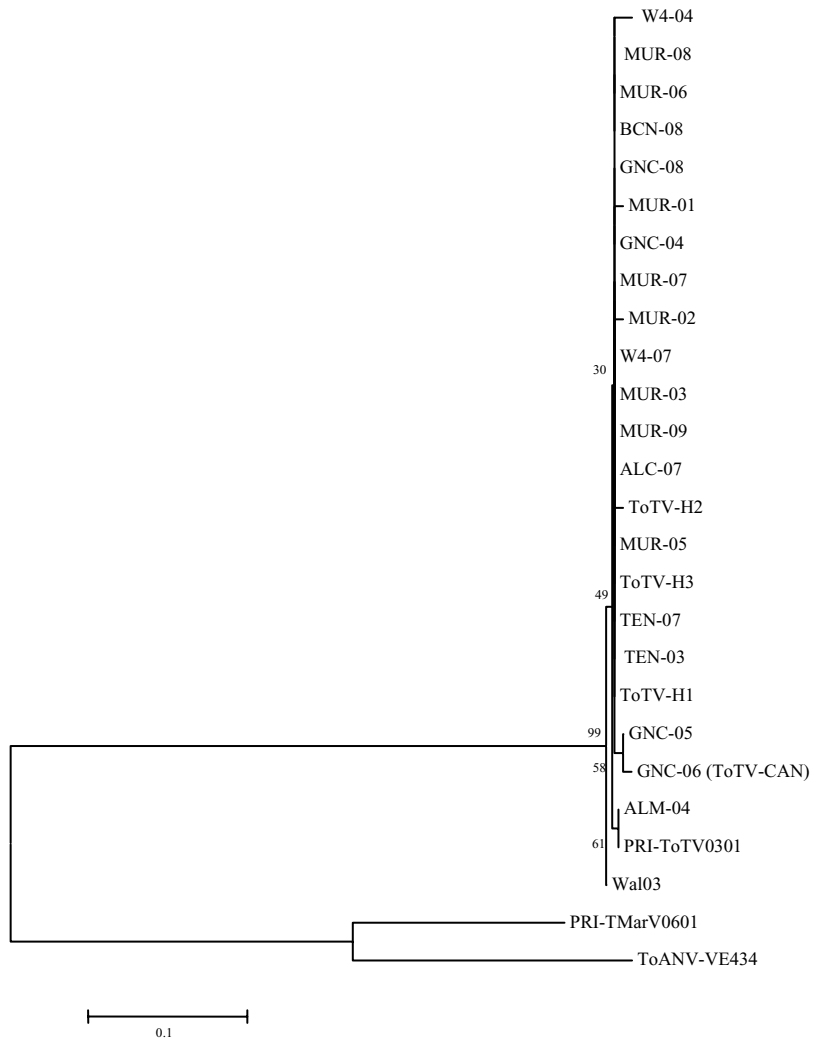 W4-04
MUR-08
MUR-06
BCN-08
GNC-08
MUR-01
GNC-04
MUR-07
MUR-02
W4-07
30
MUR-03
MUR-09
ALC-07
ToTV-H2
MUR-05
ToTV-H3
49
TEN-07
TEN-03
ToTV-H1
GNC-05
99
GNC-06 (ToTV-CAN)
58
ALM-04
PRI-ToTV0301
61
Wal03
PRI-TMarV0601
ToANV-VE434
0.1